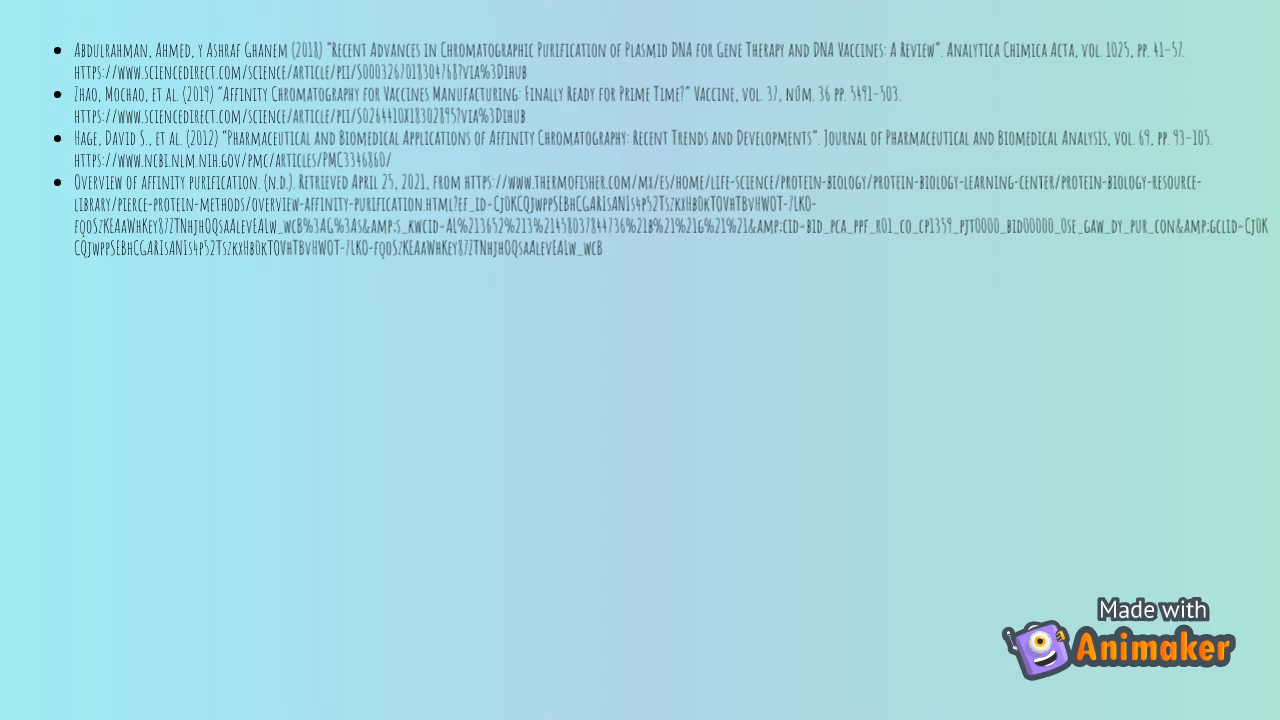 Abdulrahman, Ahmed, y Ashraf Ghanem (2018) "Recent Advances in Chromatographic Purification of Plasmid DNA for Gene Therapy and DNA Vaccines: A Review". Analytica Chimica Acta, vol. 1025, pp. 41–57.
https://www.sciencedirect.com/science/article/pii/S0003267018304768?via%3Dihub
Zhao, Mochao, et al. (2019) "Affinity Chromatography for Vaccines Manufacturing: Finally Ready for Prime Time?" Vaccine, vol. 37, núm. 36 pp. 5491–503.
https://www.sciencedirect.com/science/article/pii/S0264410X18302895?via%3Dihub
Hage, David S., et al. (2012) "Pharmaceutical and Biomedical Applications of Affinity Chromatography: Recent Trends and Developments". Journal of Pharmaceutical and Biomedical Analysis, vol. 69, pp. 93–105.
https://www.ncbi.nlm.nih.gov/pmc/articles/PMC3346860/
Overview of affinity purification. (n.d.). Retrieved April 25, 2021, from https://www.thermofisher.com/mx/es/home/life-science/protein-biology/protein-biology-learning-center/protein-biology-resource-
library/pierce-protein-methods/overview-affinity-purification.html?ef_id=
Made with
Animaker